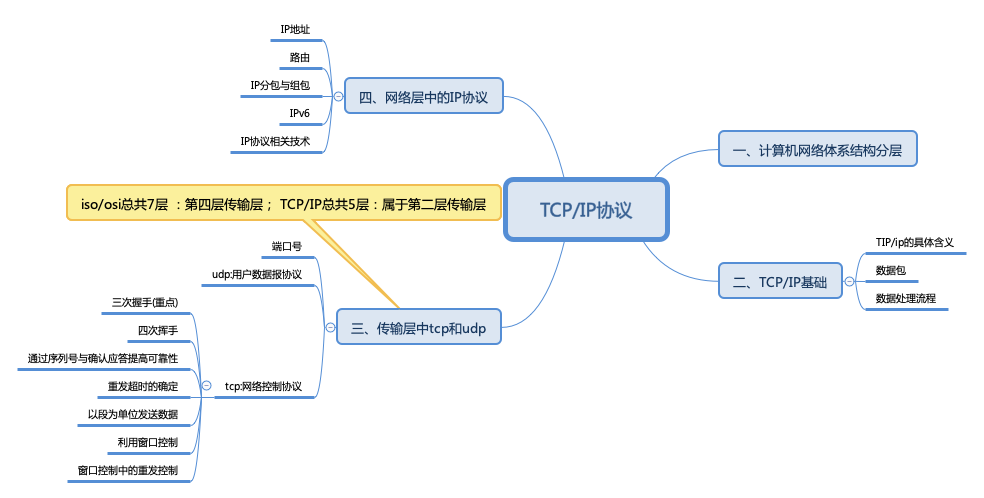 TCP/IP协议
一、计算机网络体系结构分层
二、TCP/IP基础
TIP/ip的具体含义
数据包
数据处理流程
三、传输层中tcp和udp
iso/osi总共7层 ：第四层传输层； TCP/IP总共5层：属于第二层传输层
端口号
udp:用户数据报协议
tcp:网络控制协议
三次握手(重点)
四次挥手
通过序列号与确认应答提高可靠性
重发超时的确定
以段为单位发送数据
利用窗口控制
窗口控制中的重发控制
四、网络层中的IP协议
IP地址
路由
IP分包与组包
IPv6
IP协议相关技术